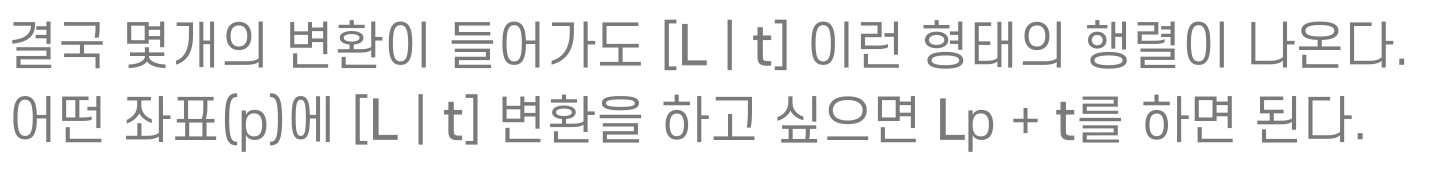 결국 몇개의 변환이 들어가도 [L | t] 이런 형태의 행렬이 나온다.
어떤 좌표(p)에 [L | t] 변환을 하고 싶으면 Lp + t를 하면 된다.